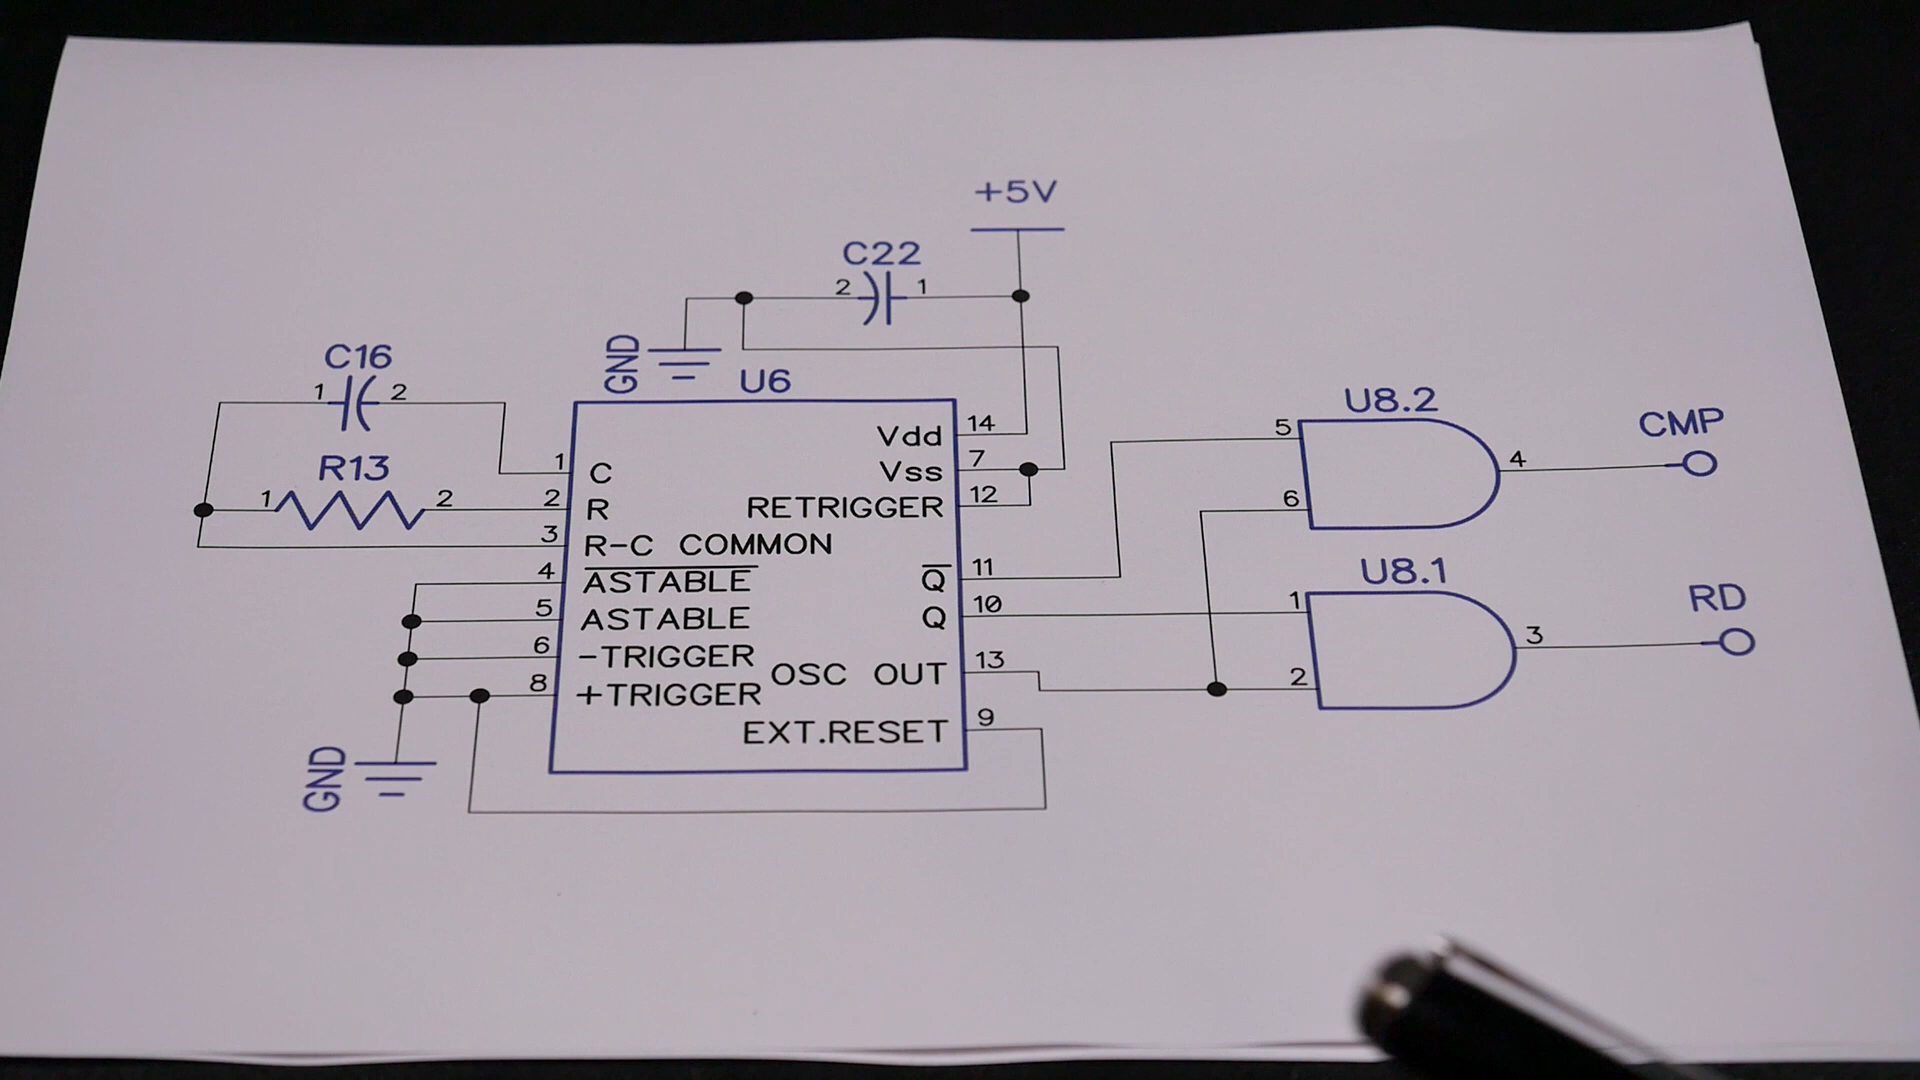 +5V
C22
2 1
GND
C16
1 2
U6
R13
1 2
1 C
2 R
3 R-C COMMON
4 ASTABLE
5 ASTABLE
6 -TRIGGER
8 +TRIGGER
Vdd 14
Vss 7
RETRIGGER 12
Q 11
Q 10
OSC OUT 13
EXT.RESET 9
GND
U8.2
5
6
4
CMP
U8.1
1
2
3
RD